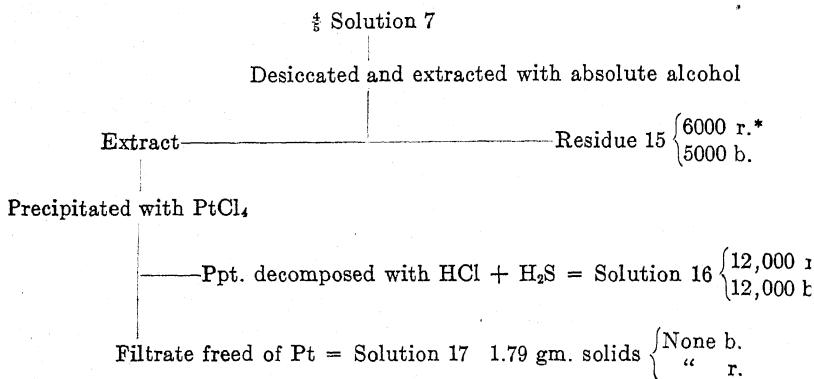 ⅘ Solution 7
Desiccated and extracted with absolute alcohol
Extract Residue 15 {6000 r.*
5000 b.
Precipitated with PtCl₄
Ppt. decomposed with HCl + H₂S = Solution 16 {12,000 r
12,000 b
Filtrate freed of Pt = Solution 17 1.79 gm. solids {None b.
“ r.